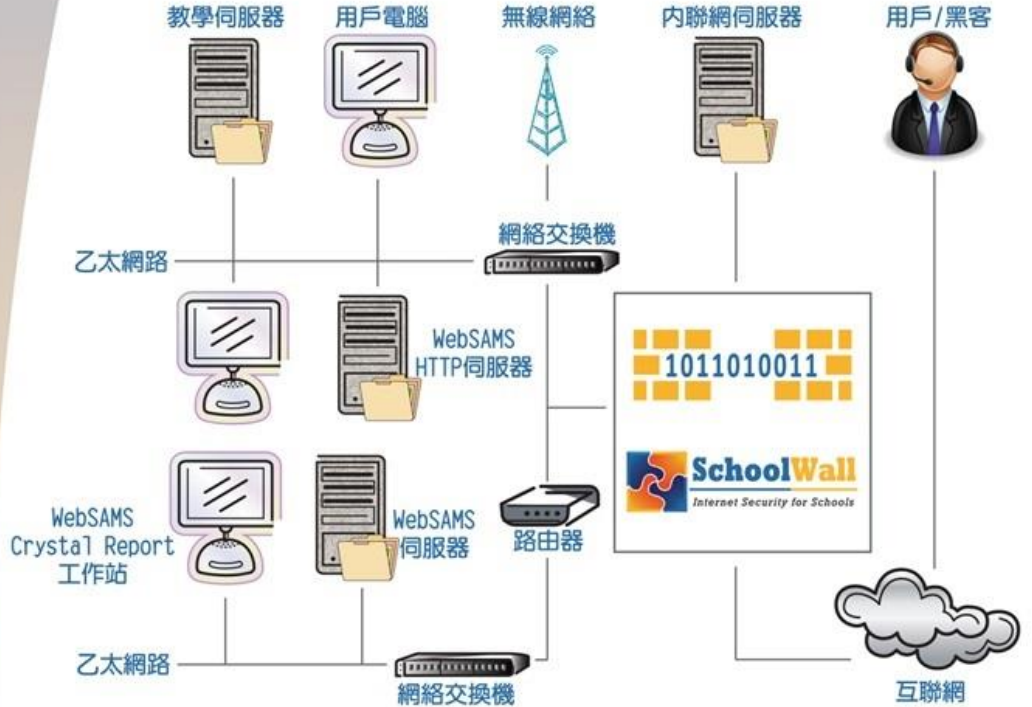 教學伺服器
用戶電腦
無線網絡
內聯網伺服器
用戶/黑客
網絡交換機
乙太網路
WebSAMS
HTTP伺服器
1011010011
SchoolWall
Internet Security for Schools
WebSAMS
Crystal Report
工作站
WebSAMS
伺服器
路由器
乙太網路
網絡交換機
互聯網